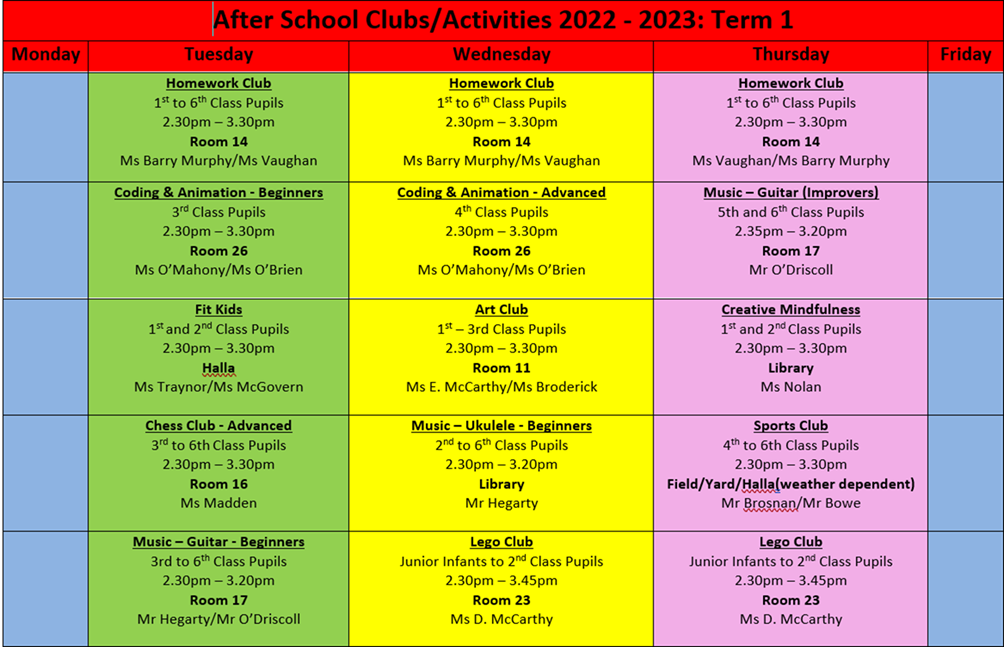 After School Clubs/Activities 2022 - 2023: Term 1
Monday
Tuesday
Wednesday
Thursday
Friday
Homework Club
1st to 6th Class Pupils
2.30pm – 3.30pm
Room 14
Ms Barry Murphy/Ms Vaughan
Homework Club
1st to 6th Class Pupils
2.30pm – 3.30pm
Room 14
Ms Barry Murphy/Ms Vaughan
Homework Club
1st to 6th Class Pupils
2.30pm – 3.30pm
Room 14
Ms Vaughan/Ms Barry Murphy
Coding & Animation - Beginners
3rd Class Pupils
2.30pm – 3.30pm
Room 26
Ms O’Mahony/Ms O’Brien
Coding & Animation - Advanced
4th Class Pupils
2.30pm – 3.30pm
Room 26
Ms O’Mahony/Ms O’Brien
Music – Guitar (Improvers)
5th and 6th Class Pupils
2.35pm – 3.20pm
Room 17
Mr O’Driscoll
Fit Kids
1st and 2nd Class Pupils
2.30pm – 3.30pm
Halla
Ms Traynor/Ms McGovern
Art Club
1st – 3rd Class Pupils
2.30pm – 3.30pm
Room 11
Ms E. McCarthy/Ms Broderick
Creative Mindfulness
1st and 2nd Class Pupils
2.30pm – 3.30pm
Library
Ms Nolan
Chess Club - Advanced
3rd to 6th Class Pupils
2.30pm – 3.30pm
Room 16
Ms Madden
Music – Ukulele - Beginners
2nd to 6th Class Pupils
2.30pm – 3.20pm
Library
Mr Hegarty
Sports Club
4th to 6th Class Pupils
2.30pm – 3.30pm
Field/Yard/Halla(weather dependent)
Mr Brosnan/Mr Bowe
Music – Guitar - Beginners
3rd to 6th Class Pupils
2.30pm – 3.20pm
Room 17
Mr Hegarty/Mr O’Driscoll
Lego Club
Junior Infants to 2nd Class Pupils
2.30pm – 3.45pm
Room 23
Ms D. McCarthy
Lego Club
Junior Infants to 2nd Class Pupils
2.30pm – 3.45pm
Room 23
Ms D. McCarthy